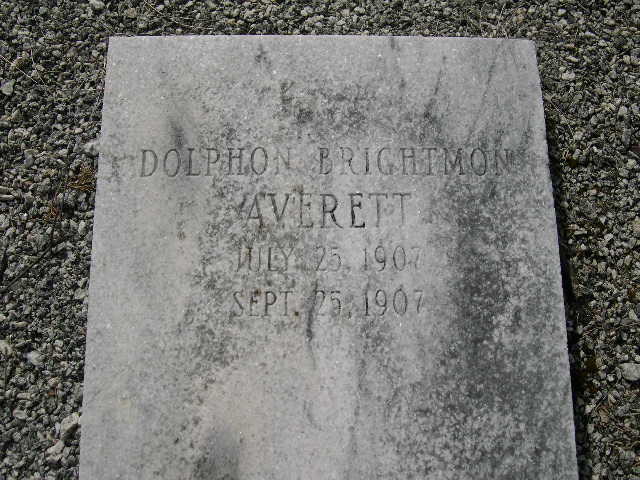 DOLPHON BRIGHTMON
AVERETT
JULY 25, 1907
SEPT. 25, 1907